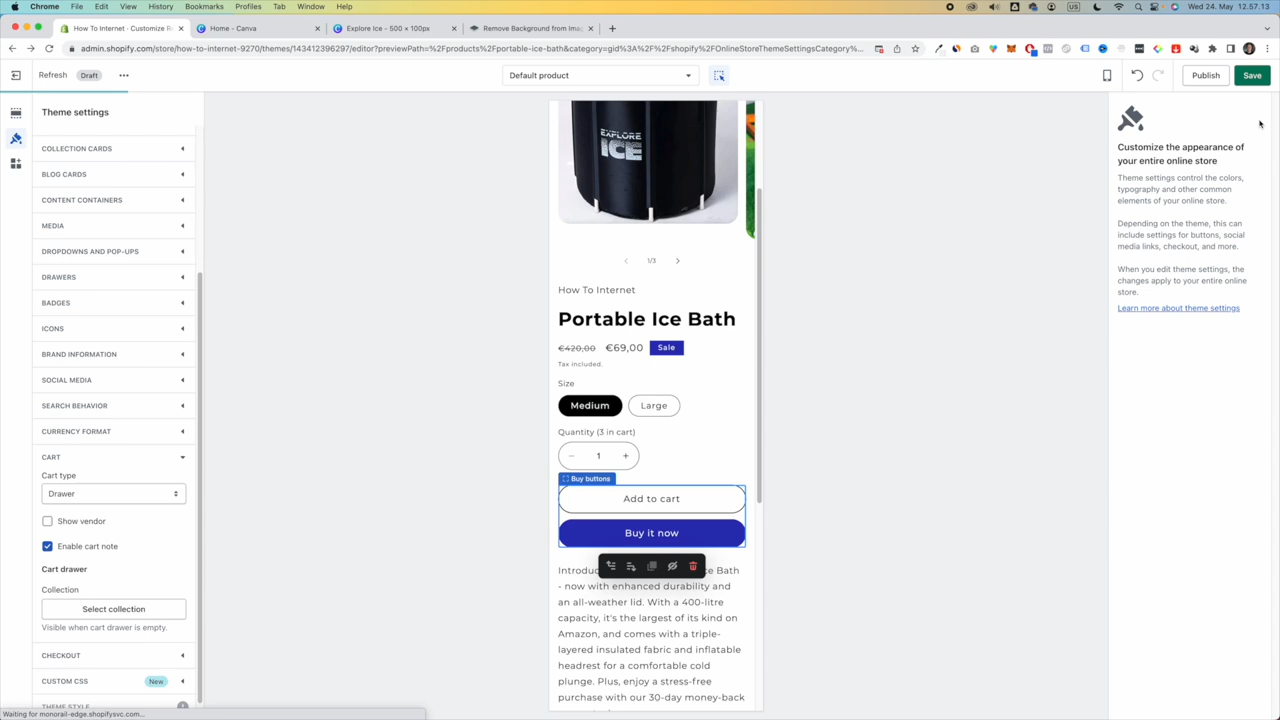 Chrome File Edit View History Bookmarks Profiles Tab Window Help
US
Wed 24. May 12.57.13
How To Internet · Customize R
Home - Canva
Explore Ice – 500 × 100px
Remove Background from Imag
admin.shopify.com/store/how-to-internet-9270/themes/143412396297/editor?previewPath=%2Fproducts%2Fportable-ice-bath&category=gid%3A%2F%2Fshopify%2FOnlineStoreThemeSettingsCategory%...
Refresh Draft
Default product
Publish
Save
Theme settings
COLLECTION CARDS
BLOG CARDS
CONTENT CONTAINERS
MEDIA
DROPDOWNS AND POP-UPS
DRAWERS
BADGES
ICONS
BRAND INFORMATION
SOCIAL MEDIA
SEARCH BEHAVIOR
CURRENCY FORMAT
CART
Cart type
Drawer
Show vendor
Enable cart note
Cart drawer
Collection
Select collection
Visible when cart drawer is empty.
CHECKOUT
CUSTOM CSS New
THEME STYLE
Waiting for monorail-edge.shopifysvc.com...
EXPLORE
ICE
1/3
How To Internet
Portable Ice Bath
€420,00 €69,00 Sale
Tax included.
Size
Medium Large
Quantity (3 in cart)
1
Buy buttons
Add to cart
Buy it now
Introduc ce Bath
- now with enhanced durability and
an all-weather lid. With a 400-litre
capacity, it's the largest of its kind on
Amazon, and comes with a triple-
layered insulated fabric and inflatable
headrest for a comfortable cold
plunge. Plus, enjoy a stress-free
purchase with our 30-day money-back
Customize the appearance of
your entire online store
Theme settings control the colors,
typography and other common
elements of your online store.
Depending on the theme, this can
include settings for buttons, social
media links, checkout, and more.
When you edit theme settings, the
changes apply to your entire online
store.
Learn more about theme settings